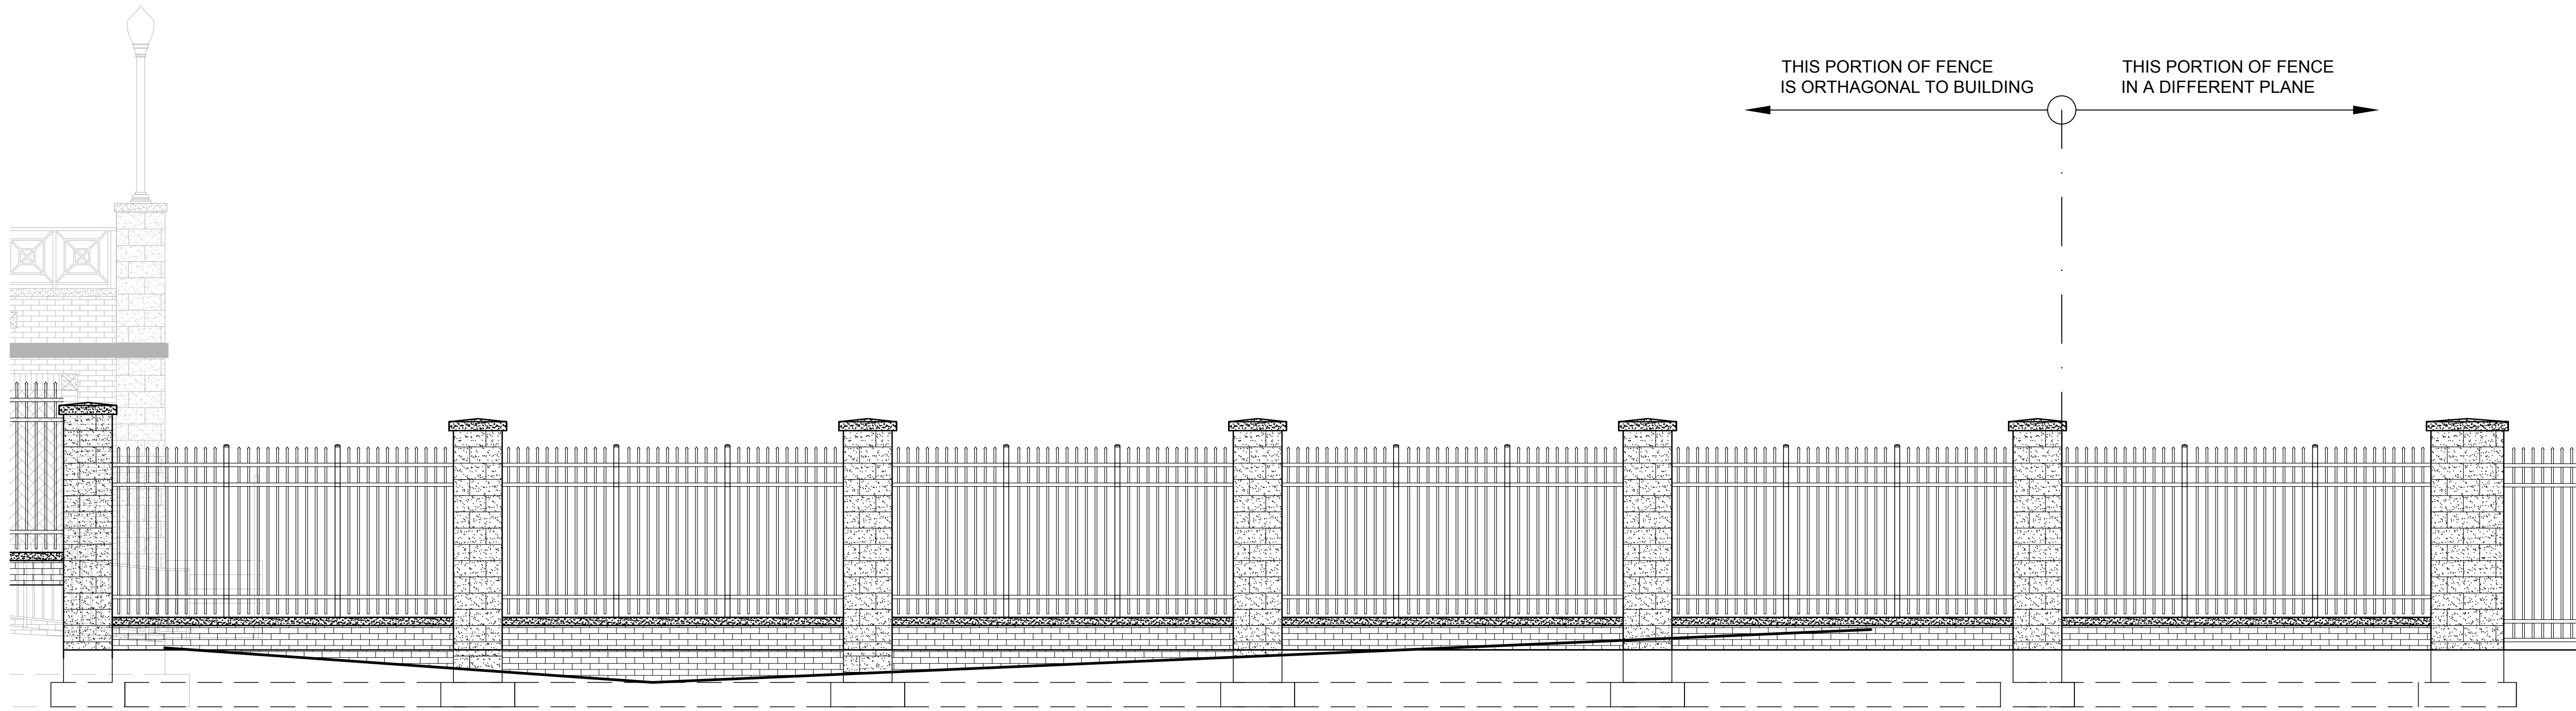 THIS PORTION OF FENCE
IS ORTHAGONAL TO BUILDING
THIS PORTION OF FENCE
IN A DIFFERENT PLANE